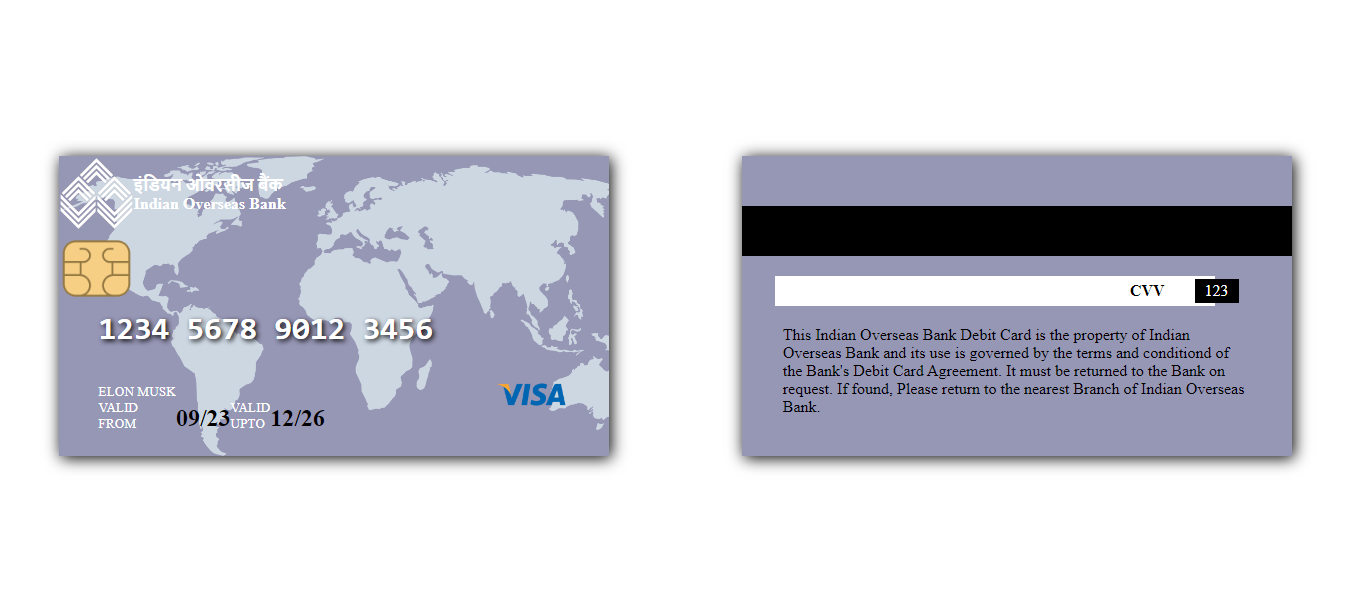 इंडियन ओवरसीज बैंक
Indian Overseas Bank
1234 5678 9012 3456
VISA
ELON MUSK
VALID FROM 09/23 VALID UPTO 12/26
CVV 123
This Indian Overseas Bank Debit Card is the property of Indian
Overseas Bank and its use is governed by the terms and conditiond of
the Bank's Debit Card Agreement. It must be returned to the Bank on
request. If found, Please return to the nearest Branch of Indian Overseas
Bank.